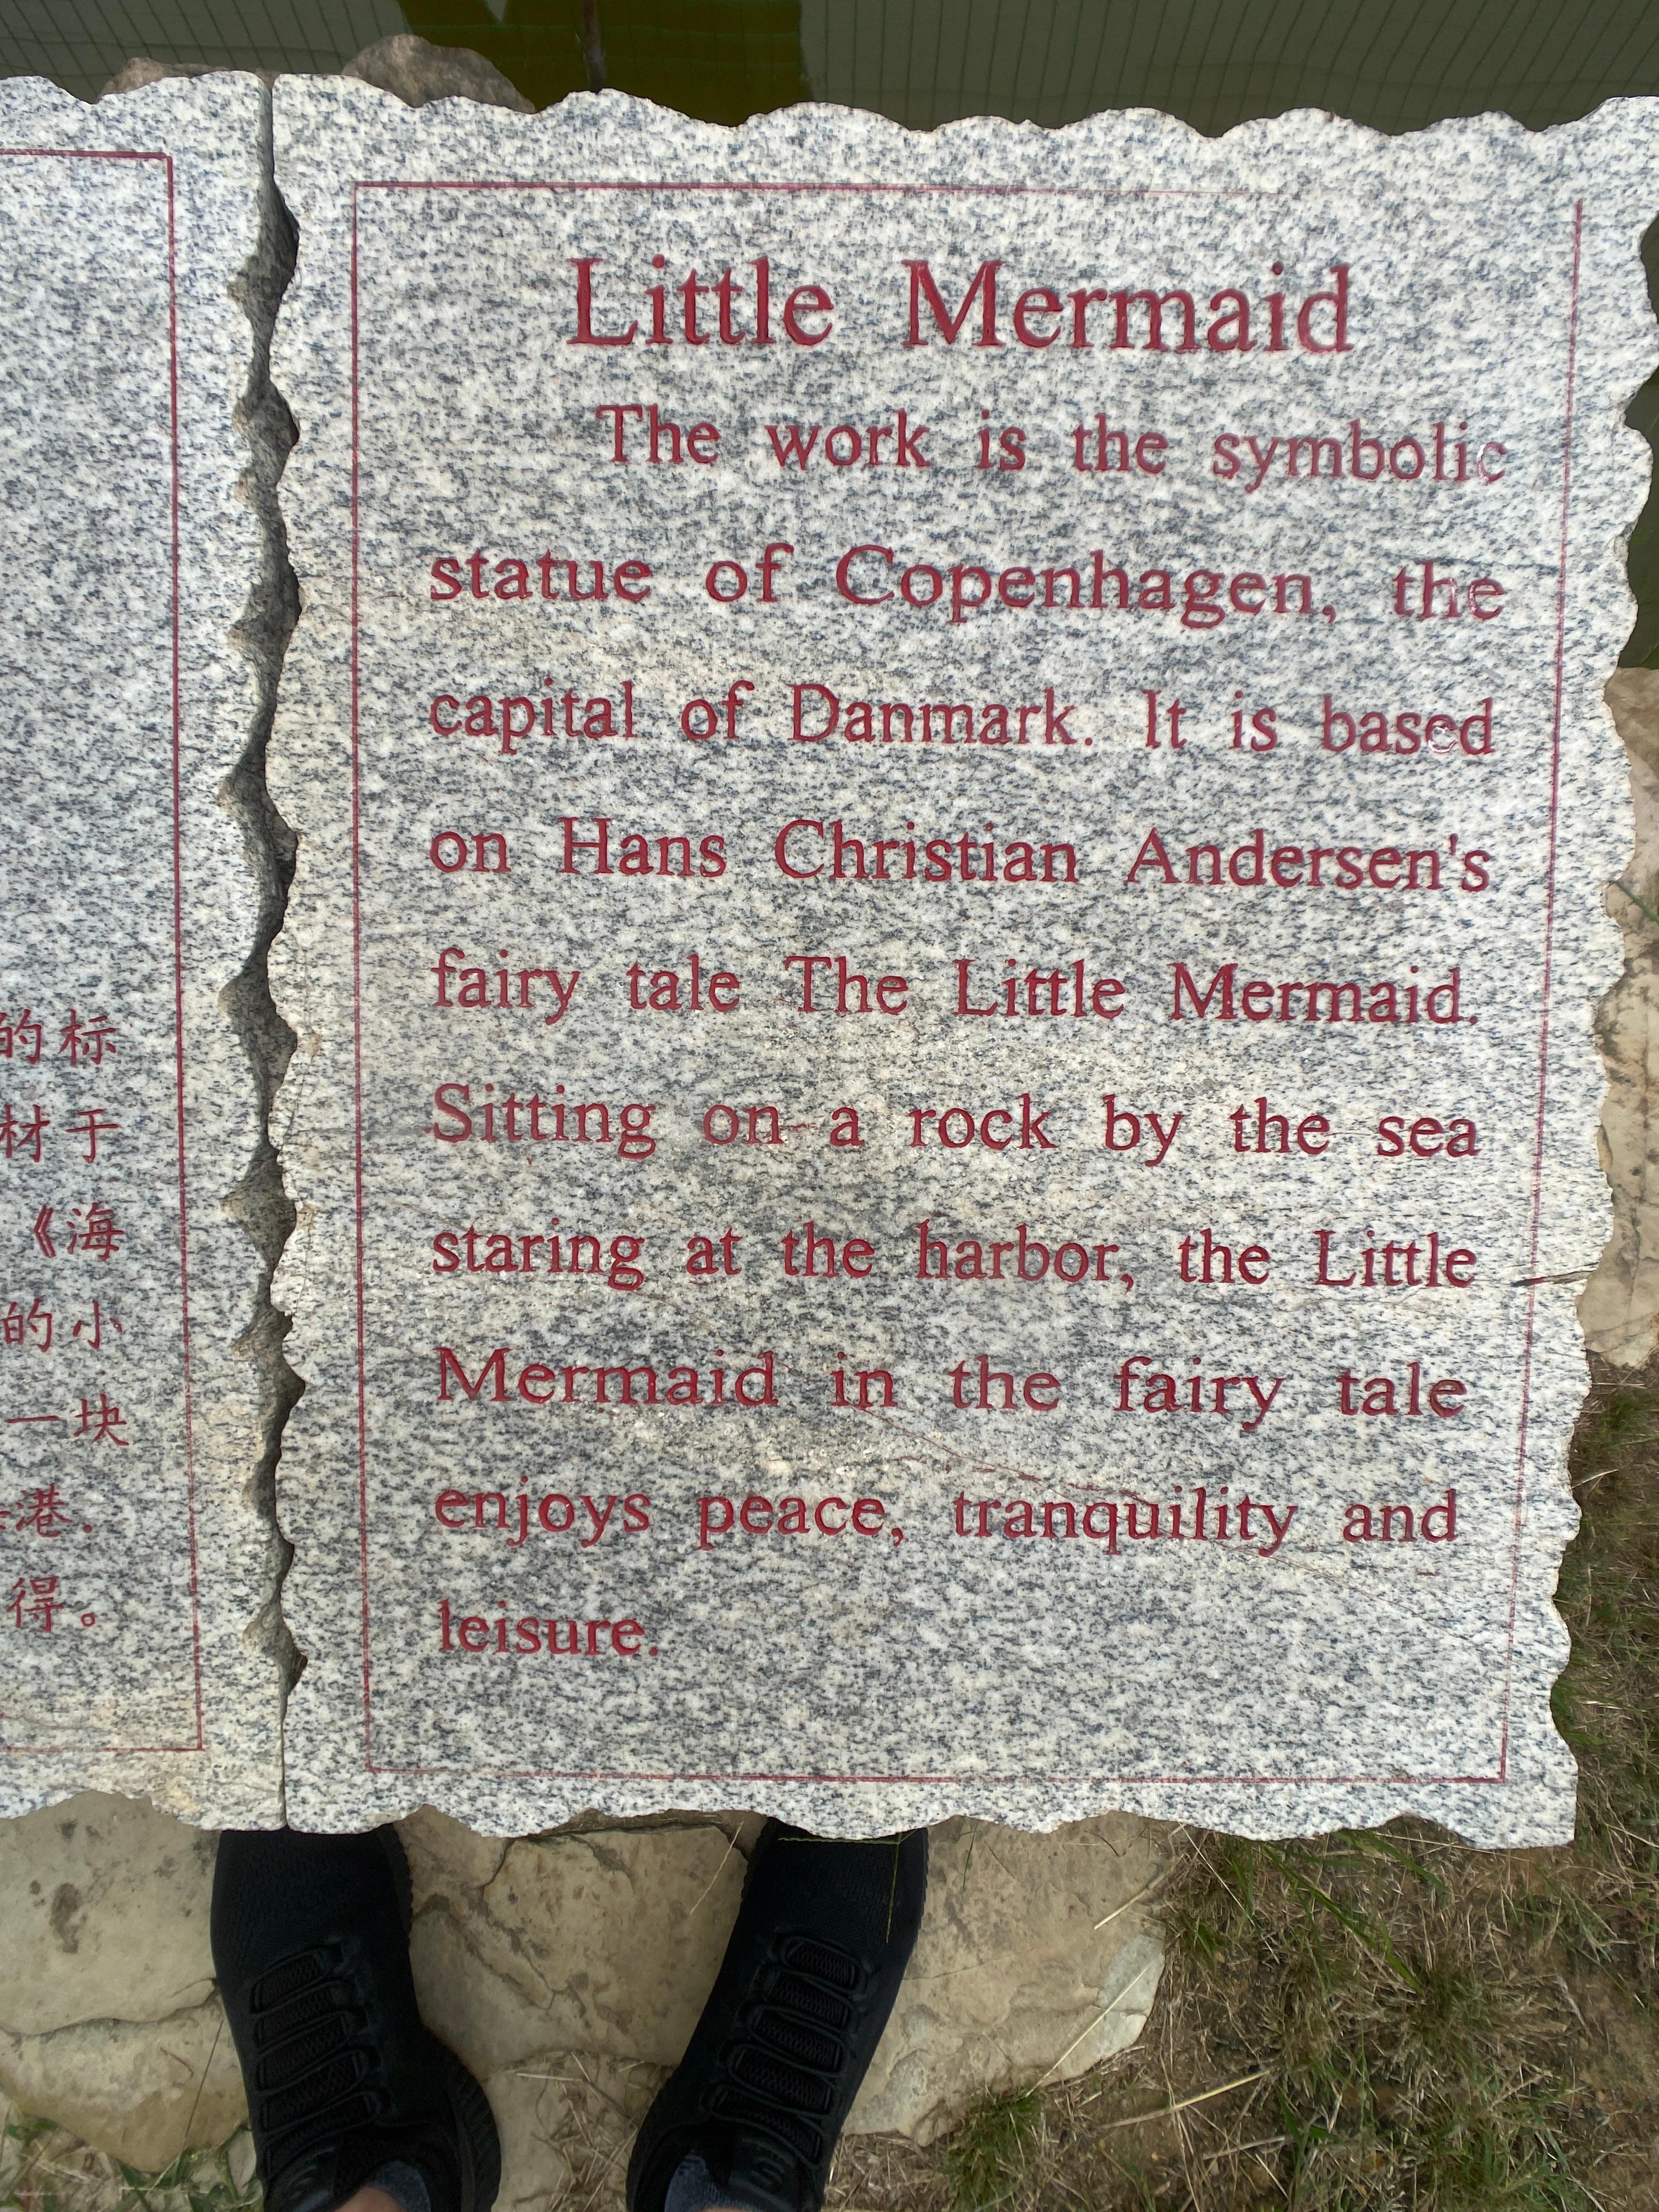 的标
材于
《海
的小
一块
港.
得。
Little Mermaid
The work is the symbolic
statue of Copenhagen, the
capital of Danmark. It is based
on Hans Christian Andersen's
fairy tale The Little Mermaid.
Sitting on a rock by the sea
staring at the harbor, the Little
Mermaid in the fairy tale
enjoys peace, tranquility and
leisure.